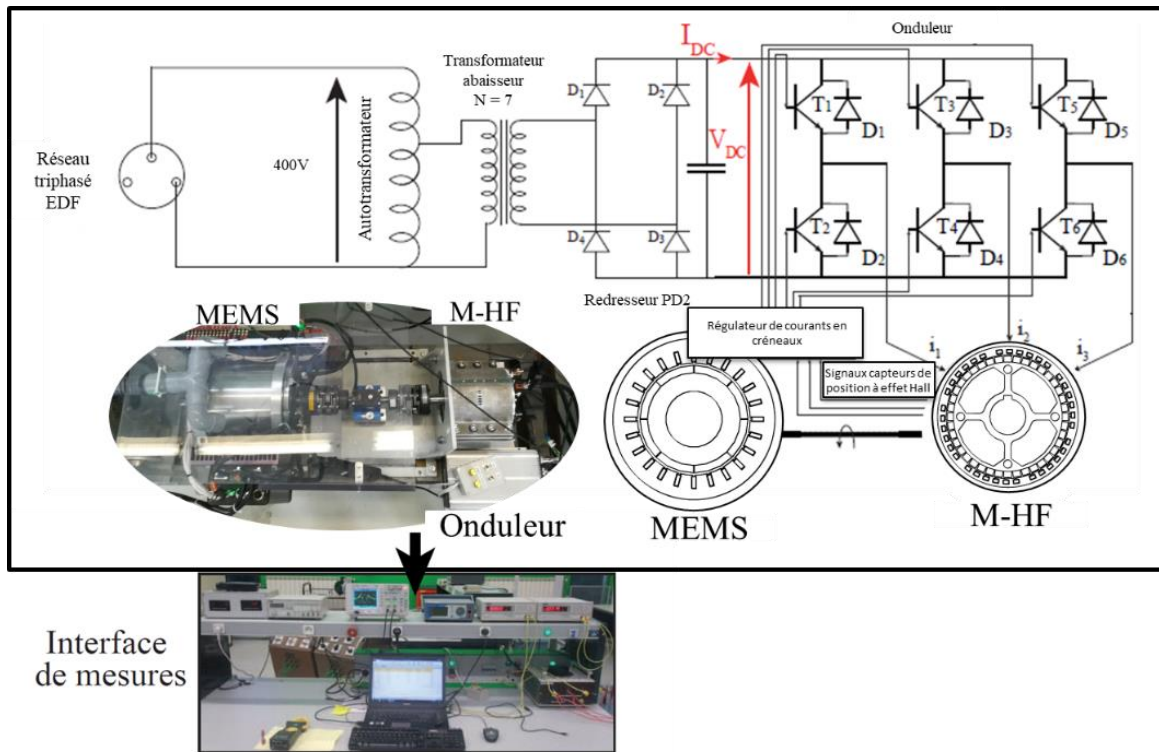 Onduleur
I_DC
Transformateur
abaisseur
N = 7
D1
D2
T1
T3
T5
D1
D3
D5
Réseau
triphasé
EDF
400V
Autotransformateur
V_DC
D4
D3
T2
T4
T6
D2
D4
D6
Redresseur PD2
MEMS
M-HF
Régulateur de courants en
créneaux
i1
i2
i3
Signaux capteurs de
position à effet Hall
Onduleur
MEMS
M-HF
Interface
de mesures